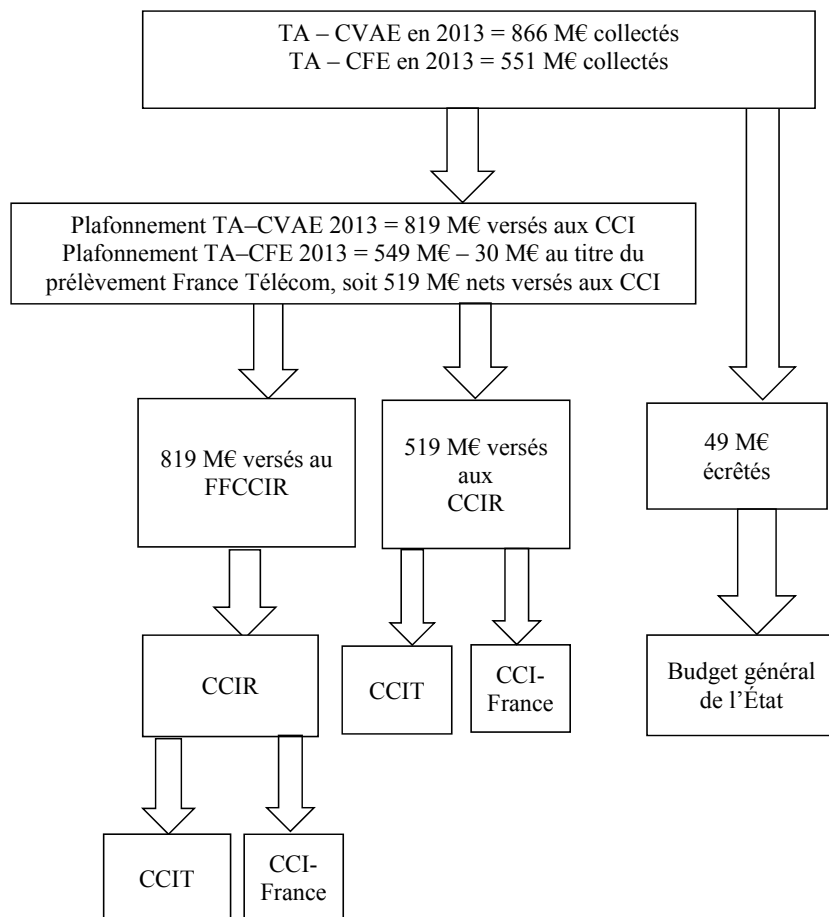 TA – CVAE en 2013 = 866 M€ collectés
TA – CFE en 2013 = 551 M€ collectés
Plafonnement TA–CVAE 2013 = 819 M€ versés aux CCI
Plafonnement TA–CFE 2013 = 549 M€ – 30 M€ au titre du
prélèvement France Télécom, soit 519 M€ nets versés aux CCI
819 M€ versés au
FFCCIR
519 M€ versés
aux
CCIR
49 M€
écrêtés
CCIR
CCIT
CCI-
France
Budget général
de l’État
CCIT
CCI-
France